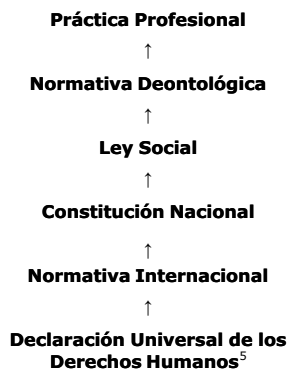 Práctica Profesional
↑
Normativa Deontológica
↑
Ley Social
↑
Constitución Nacional
↑
Normativa Internacional
↑
Declaración Universal de los
Derechos Humanos⁵